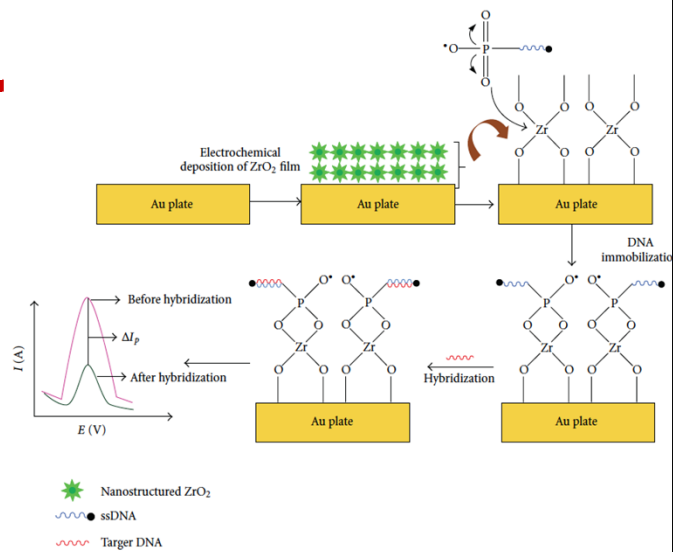 O
•O—P
O
O
O
O
O
Zr
Zr
O
O
O
O
Electrochemical
deposition of ZrO₂ film
Au plate
Au plate
Au plate
DNA
immobilizatio
Before hybridization
ΔIₚ
After hybridization
I (A)
E (V)
O• O•
P
P
O
O
O
O
Zr
Zr
O
O
O
O
Au plate
Hybridization
O• O•
P
P
O
O
O
O
Zr
Zr
O
O
O
O
Au plate
Nanostructured ZrO₂
ssDNA
Targer DNA